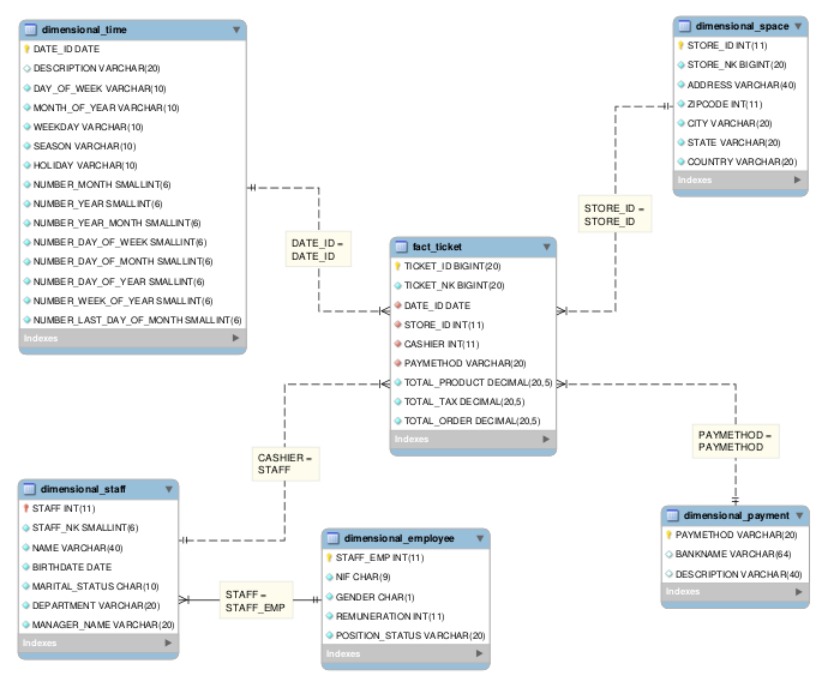 dimensional_time
DATE_ID DATE
DESCRIPTION VARCHAR(20)
DAY_OF_WEEK VARCHAR(10)
MONTH_OF_YEAR VARCHAR(10)
WEEKDAY VARCHAR(10)
SEASON VARCHAR(10)
HOLIDAY VARCHAR(10)
NUMBER_MONTH SMALLINT(6)
NUMBER_YEAR SMALLINT(6)
NUMBER_YEAR_MONTH SMALLINT(6)
NUMBER_DAY_OF_WEEK SMALLINT(6)
NUMBER_DAY_OF_MONTH SMALLINT(6)
NUMBER_DAY_OF_YEAR SMALLINT(6)
NUMBER_WEEK_OF_YEAR SMALLINT(6)
NUMBER_LAST_DAY_OF_MONTH SMALLINT(6)
Indexes
dimensional_space
STORE_ID INT(11)
STORE_NK BIGINT(20)
ADDRESS VARCHAR(40)
ZIPCODE INT(11)
CITY VARCHAR(20)
STATE VARCHAR(20)
COUNTRY VARCHAR(20)
Indexes
DATE_ID =
DATE_ID
STORE_ID =
STORE_ID
fact_ticket
TICKET_ID BIGINT(20)
TICKET_NK BIGINT(20)
DATE_ID DATE
STORE_ID INT(11)
CASHIER INT(11)
PAYMETHOD VARCHAR(20)
TOTAL_PRODUCT DECIMAL(20,5)
TOTAL_TAX DECIMAL(20,5)
TOTAL_ORDER DECIMAL(20,5)
Indexes
CASHIER =
STAFF
PAYMETHOD =
PAYMETHOD
dimensional_staff
STAFF INT(11)
STAFF_NK SMALLINT(6)
NAME VARCHAR(40)
BIRTHDATE DATE
MARITAL_STATUS CHAR(10)
DEPARTMENT VARCHAR(20)
MANAGER_NAME VARCHAR(20)
Indexes
STAFF =
STAFF_EMP
dimensional_employee
STAFF_EMP INT(11)
NIF CHAR(9)
GENDER CHAR(1)
REMUNERATION INT(11)
POSITION_STATUS VARCHAR(20)
Indexes
dimensional_payment
PAYMETHOD VARCHAR(20)
BANKNAME VARCHAR(64)
DESCRIPTION VARCHAR(40)
Indexes